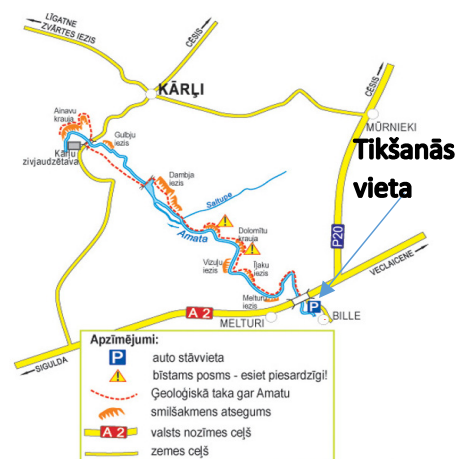 LĪGATNE
ZVĀRTES IEZIS
CĒSIS
KĀRĻI
CĒSIS
Ainavu
krauja
Gulbju
iezis
Kārļu
zivjaudzētava
MŪRNIEKI
Tikšanās
vieta
Dambja
iezis
Saltupe
Amata
Dolomītu
krauja
P20
VECLAICENE
Vizuļu
iezis
Īļaku
iezis
Melturu
iezis
P
A 2
MELTURI
BILLE
SIGULDA
Apzīmējumi:
P auto stāvvieta
bīstams posms - esiet piesardzīgi!
Ģeoloģiskā taka gar Amatu
smilšakmens atsegums
A 2 valsts nozīmes ceļš
zemes ceļš